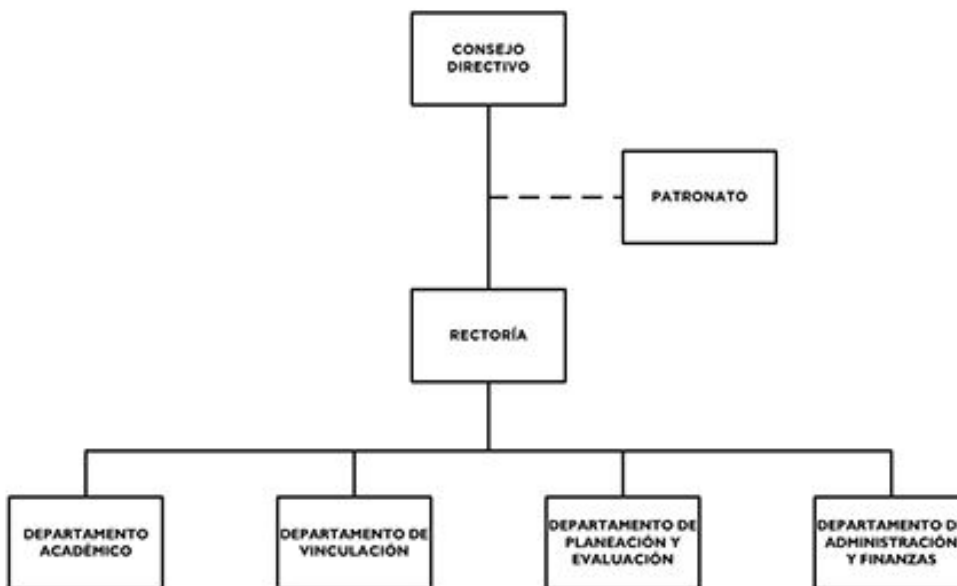 CONSEJO
DIRECTIVO
PATRONATO
RECTORÍA
DEPARTAMENTO
ACADÉMICO
DEPARTAMENTO DE
VINCULACIÓN
DEPARTAMENTO DE
PLANEACIÓN Y
EVALUACIÓN
DEPARTAMENTO D
ADMINISTRACIÓN
Y FINANZAS